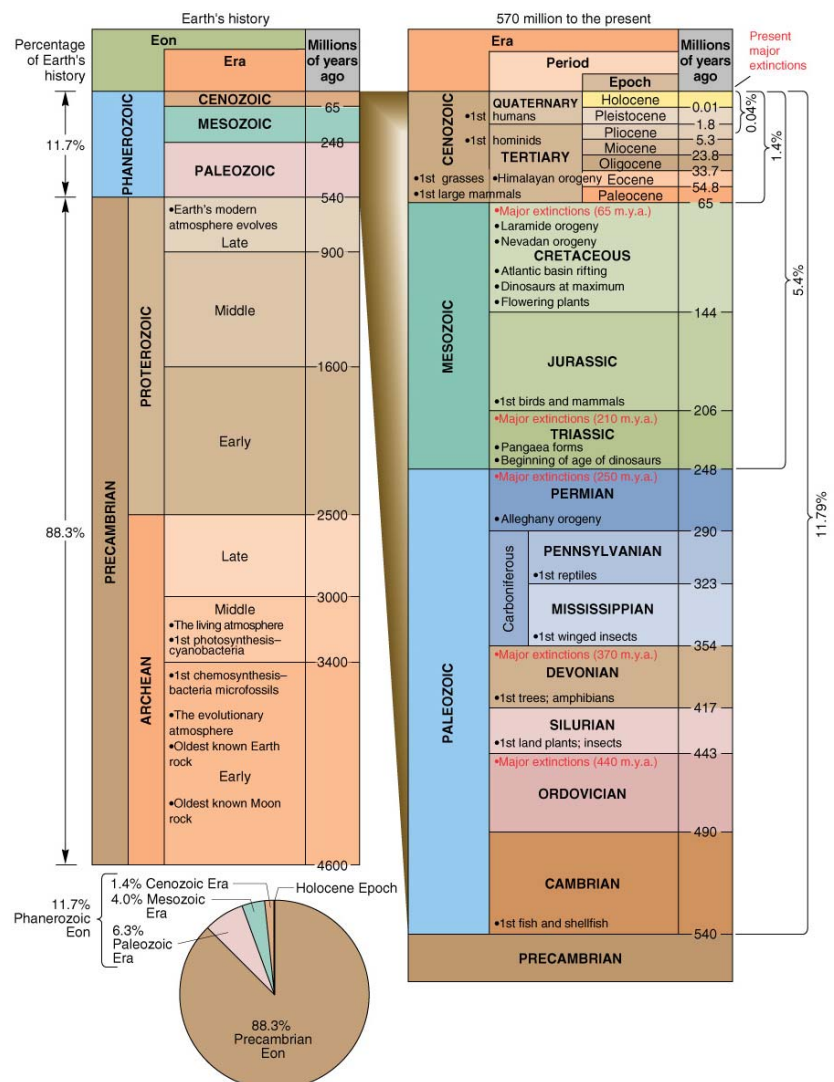 Earth's history
Percentage
of Earth's
history
Eon
Era
Millions
of years
ago
PHANEROZOIC
CENOZOIC
65
MESOZOIC
248
PALEOZOIC
540
11.7%
PRECAMBRIAN
PROTEROZOIC
•Earth's modern
atmosphere evolves
Late
900
Middle
1600
Early
2500
88.3%
ARCHEAN
Late
3000
Middle
•The living atmosphere
•1st photosynthesis–
cyanobacteria
3400
•1st chemosynthesis–
bacteria microfossils
•The evolutionary
atmosphere
•Oldest known Earth
rock
Early
•Oldest known Moon
rock
4600
11.7%
Phanerozoic
Eon
1.4% Cenozoic Era
4.0% Mesozoic
Era
6.3%
Paleozoic
Era
Holocene Epoch
88.3%
Precambrian
Eon
570 million to the present
Era
Period
Epoch
Millions
of years
ago
Present
major
extinctions
CENOZOIC
QUATERNARY
•1st humans
Holocene
0.01
Pleistocene
1.8
•1st hominids
TERTIARY
•1st grasses
•Himalayan orogeny
•1st large mammals
Pliocene
5.3
Miocene
23.8
Oligocene
33.7
Eocene
54.8
Paleocene
65
0.04%
1.4%
5.4%
11.79%
MESOZOIC
•Major extinctions (65 m.y.a.)
•Laramide orogeny
•Nevadan orogeny
CRETACEOUS
•Atlantic basin rifting
•Dinosaurs at maximum
•Flowering plants
144
JURASSIC
•1st birds and mammals
206
•Major extinctions (210 m.y.a.)
TRIASSIC
•Pangaea forms
•Beginning of age of dinosaurs
248
PALEOZOIC
•Major extinctions (250 m.y.a.)
PERMIAN
•Alleghany orogeny
290
Carboniferous
PENNSYLVANIAN
•1st reptiles
323
MISSISSIPPIAN
•1st winged insects
354
•Major extinctions (370 m.y.a.)
DEVONIAN
•1st trees; amphibians
417
SILURIAN
•1st land plants; insects
443
•Major extinctions (440 m.y.a.)
ORDOVICIAN
490
CAMBRIAN
•1st fish and shellfish
540
PRECAMBRIAN